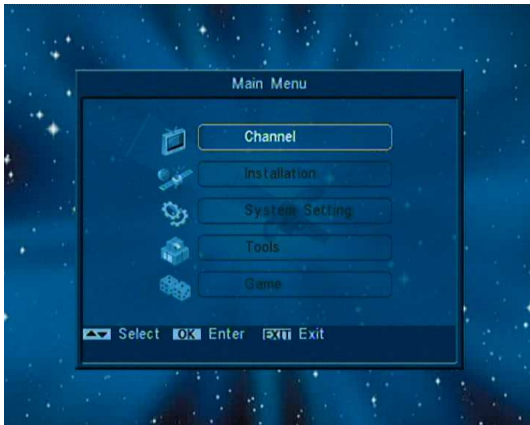 Main Menu
Channel
Installation
System Setting
Tools
Game
Select OK Enter EXIT Exit